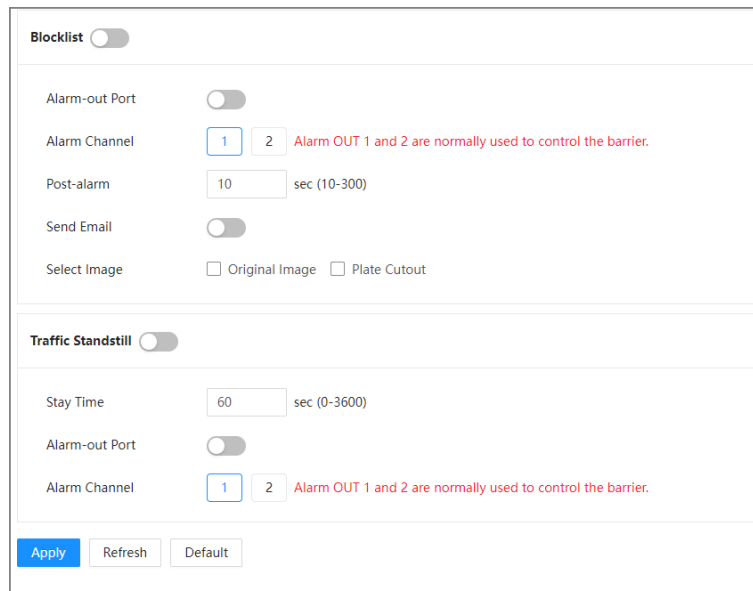 Blocklist
Alarm-out Port
Alarm Channel 1 2 Alarm OUT 1 and 2 are normally used to control the barrier.
Post-alarm 10 sec (10-300)
Send Email
Select Image Original Image Plate Cutout
Traffic Standstill
Stay Time 60 sec (0-3600)
Alarm-out Port
Alarm Channel 1 2 Alarm OUT 1 and 2 are normally used to control the barrier.
Apply Refresh Default